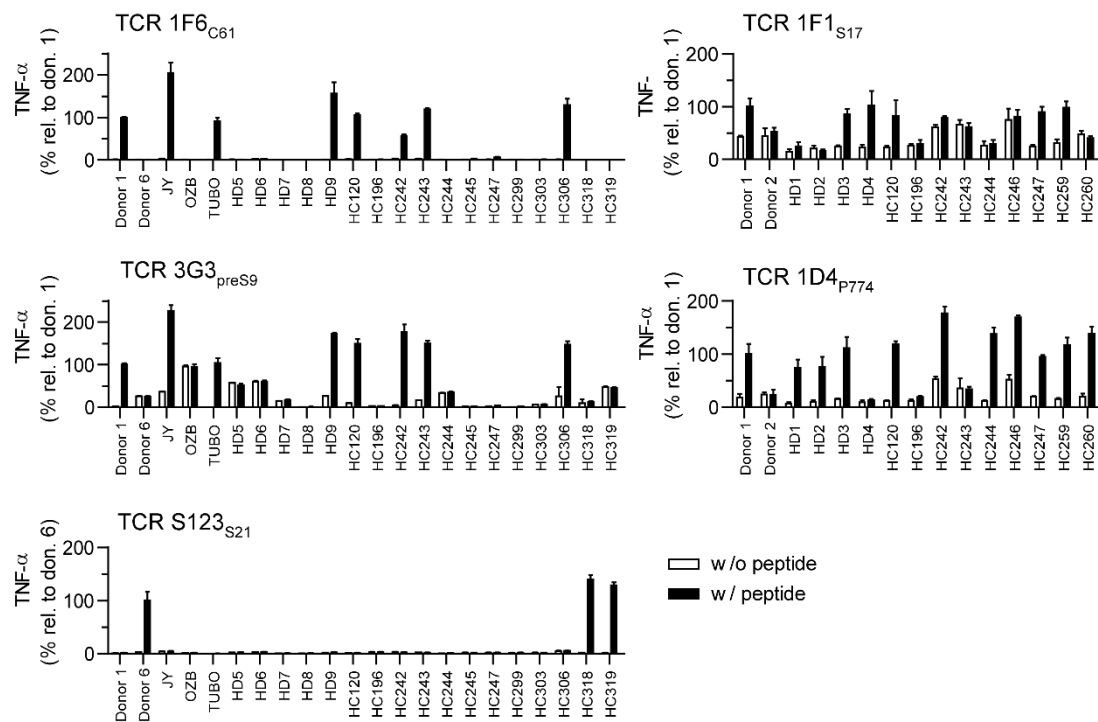 TCR 1F6C61
TNF-α
(% rel. to don. 1)
200
100
0
Donor 1
Donor 6
JY
OZB
TUBO
HD5
HD6
HD7
HD8
HD9
HC120
HC196
HC242
HC243
HC244
HC245
HC247
HC299
HC303
HC306
HC318
HC319
TCR 1F1S17
TNF-
(% rel. to don. 1)
200
100
0
Donor 1
Donor 2
HD1
HD2
HD3
HD4
HC120
HC196
HC242
HC243
HC244
HC246
HC247
HC259
HC260
TCR 3G3preS9
TNF-α
(% rel. to don. 1)
200
100
0
Donor 1
Donor 6
JY
OZB
TUBO
HD5
HD6
HD7
HD8
HD9
HC120
HC196
HC242
HC243
HC244
HC245
HC247
HC299
HC303
HC306
HC318
HC319
TCR 1D4P774
TNF-α
(% rel. to don. 1)
200
100
0
Donor 1
Donor 2
HD1
HD2
HD3
HD4
HC120
HC196
HC242
HC243
HC244
HC246
HC247
HC259
HC260
TCR S123S21
TNF-α
(% rel. to don. 6)
200
100
0
Donor 1
Donor 6
JY
OZB
TUBO
HD5
HD6
HD7
HD8
HD9
HC120
HC196
HC242
HC243
HC244
HC245
HC247
HC299
HC303
HC306
HC318
HC319
w/o peptide
w/ peptide